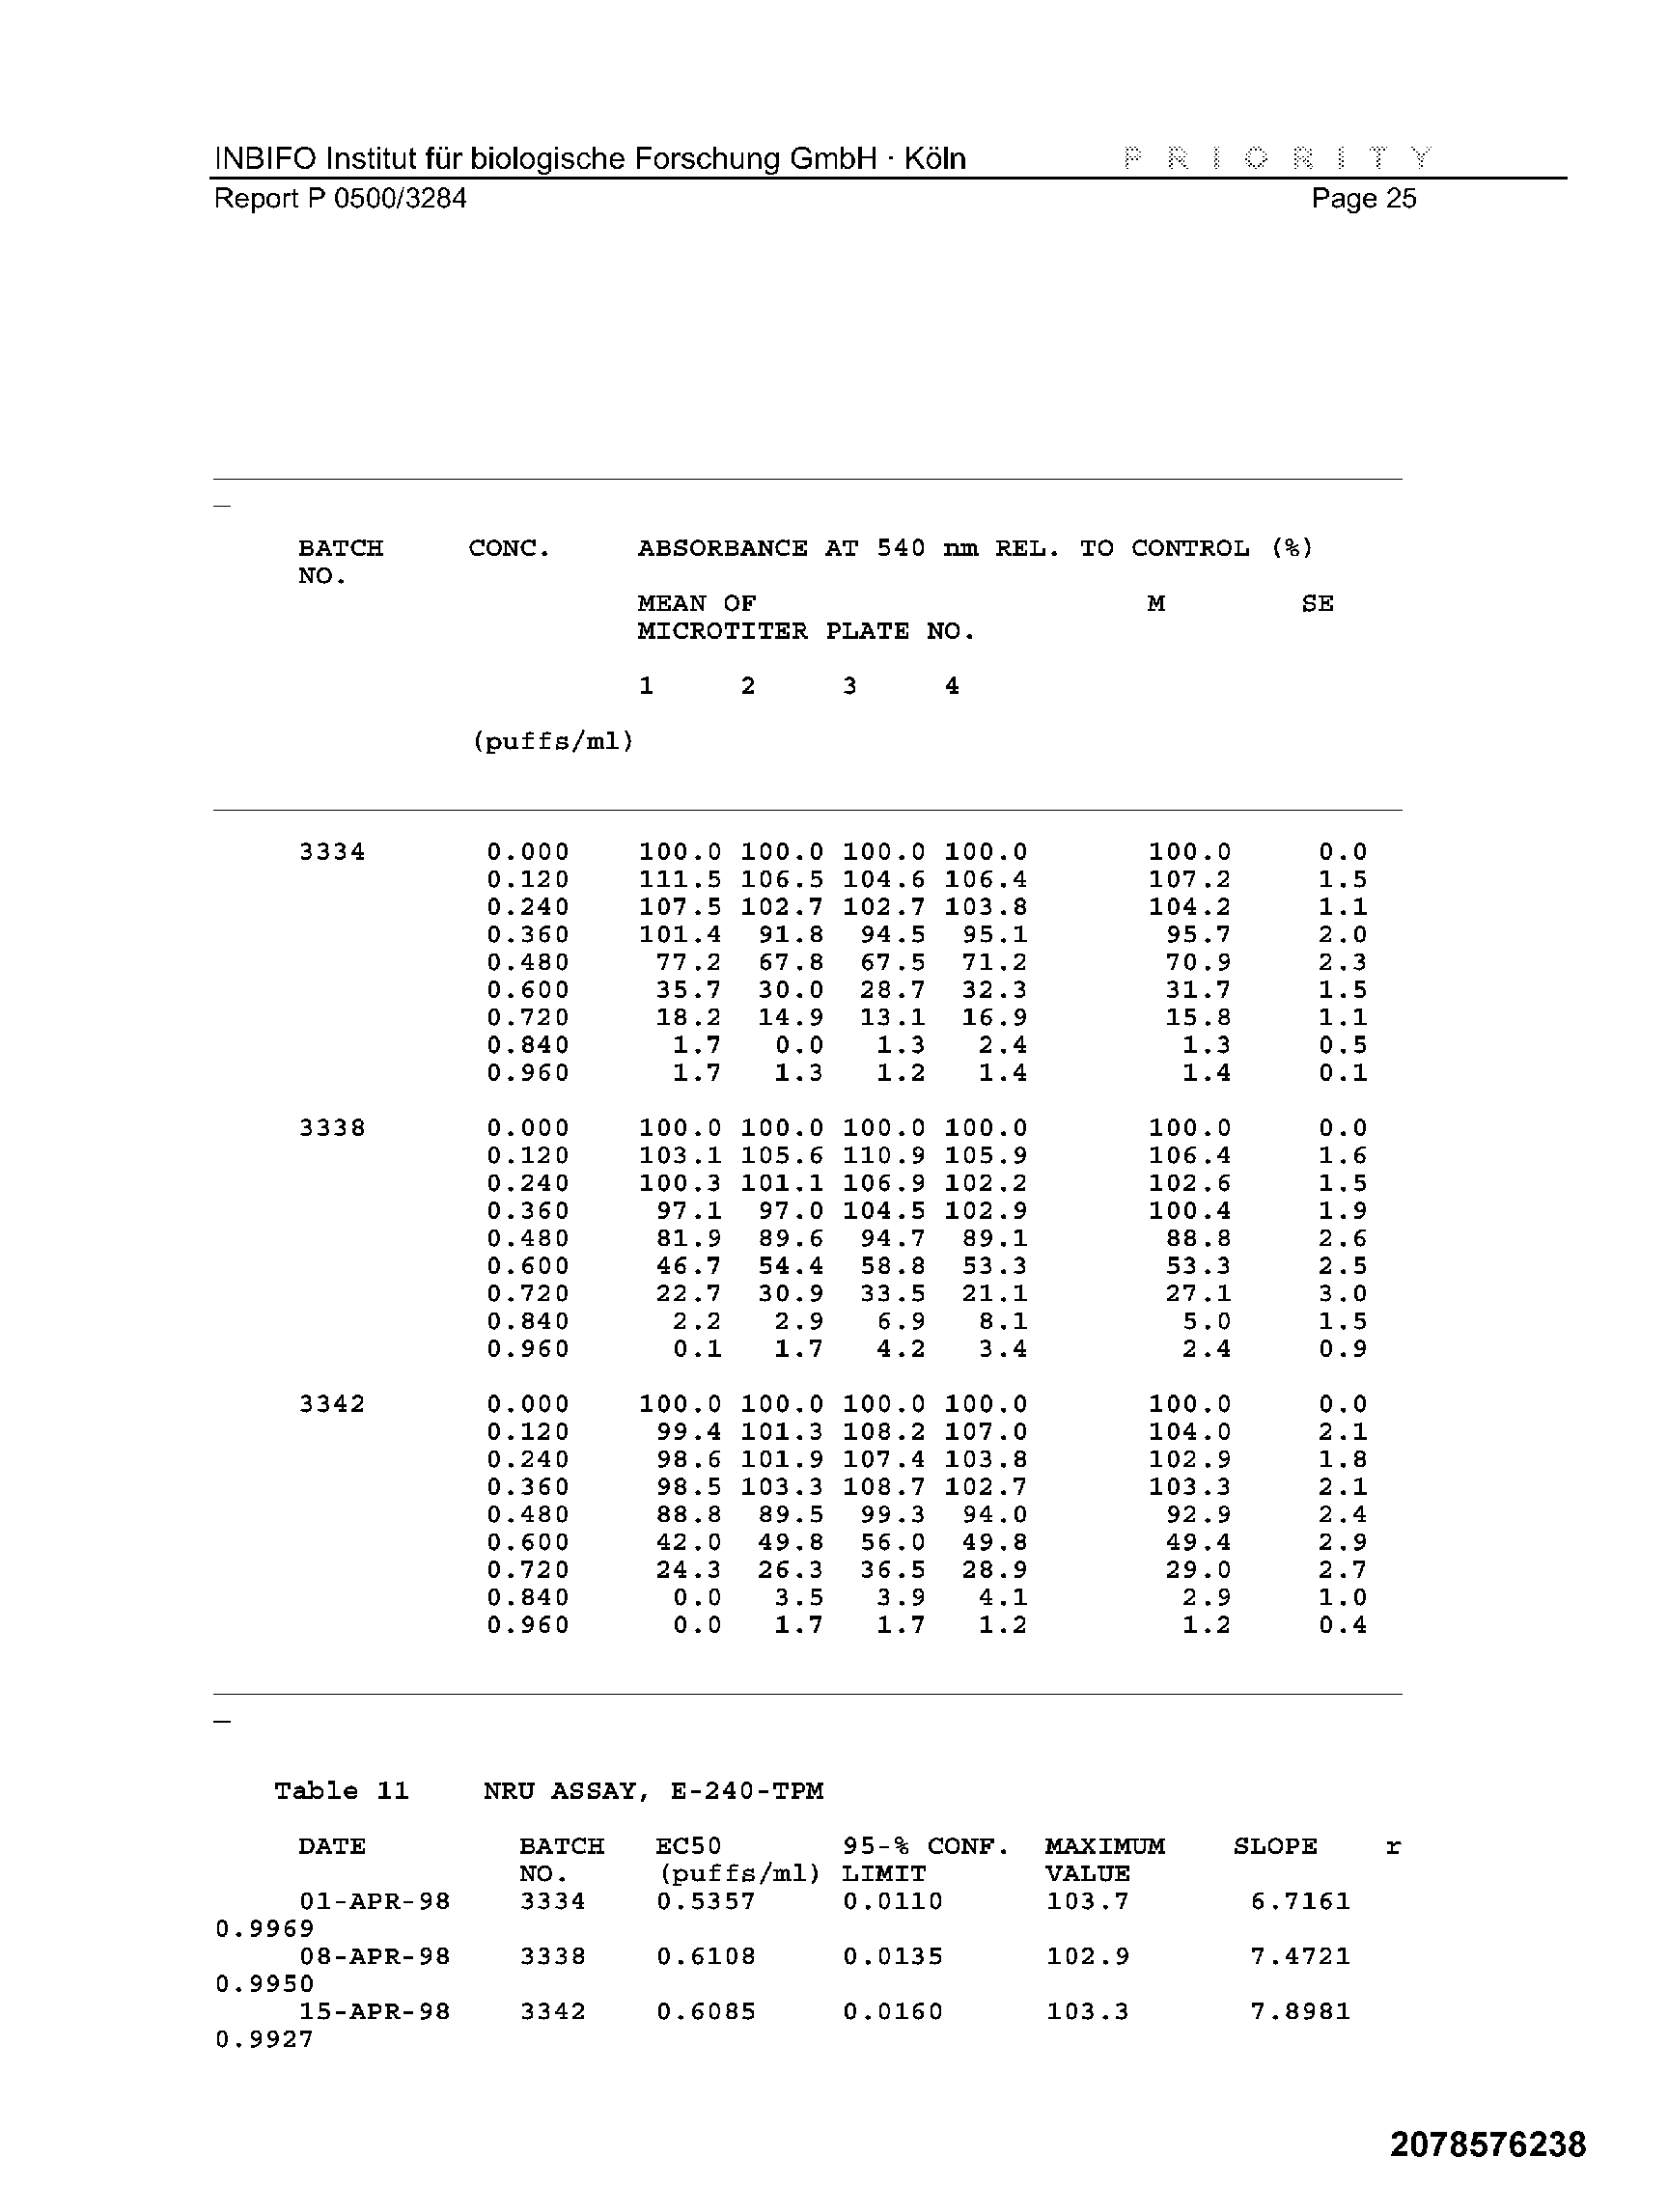 INBIFO Institut für biologische Forschung GmbH · Köln P R I O R I T Y
Report P 0500/3284 Page 25
BATCH CONC. ABSORBANCE AT 540 nm REL. TO CONTROL (%)
NO.
MEAN OF M SE
MICROTITER PLATE NO.
1 2 3 4
(puffs/ml)
3334 0.000 100.0 100.0 100.0 100.0 100.0 0.0
0.120 111.5 106.5 104.6 106.4 107.2 1.5
0.240 107.5 102.7 102.7 103.8 104.2 1.1
0.360 101.4 91.8 94.5 95.1 95.7 2.0
0.480 77.2 67.8 67.5 71.2 70.9 2.3
0.600 35.7 30.0 28.7 32.3 31.7 1.5
0.720 18.2 14.9 13.1 16.9 15.8 1.1
0.840 1.7 0.0 1.3 2.4 1.3 0.5
0.960 1.7 1.3 1.2 1.4 1.4 0.1
3338 0.000 100.0 100.0 100.0 100.0 100.0 0.0
0.120 103.1 105.6 110.9 105.9 106.4 1.6
0.240 100.3 101.1 106.9 102.2 102.6 1.5
0.360 97.1 97.0 104.5 102.9 100.4 1.9
0.480 81.9 89.6 94.7 89.1 88.8 2.6
0.600 46.7 54.4 58.8 53.3 53.3 2.5
0.720 22.7 30.9 33.5 21.1 27.1 3.0
0.840 2.2 2.9 6.9 8.1 5.0 1.5
0.960 0.1 1.7 4.2 3.4 2.4 0.9
3342 0.000 100.0 100.0 100.0 100.0 100.0 0.0
0.120 99.4 101.3 108.2 107.0 104.0 2.1
0.240 98.6 101.9 107.4 103.8 102.9 1.8
0.360 98.5 103.3 108.7 102.7 103.3 2.1
0.480 88.8 89.5 99.3 94.0 92.9 2.4
0.600 42.0 49.8 56.0 49.8 49.4 2.9
0.720 24.3 26.3 36.5 28.9 29.0 2.7
0.840 0.0 3.5 3.9 4.1 2.9 1.0
0.960 0.0 1.7 1.7 1.2 1.2 0.4
Table 11 NRU ASSAY, E-240-TPM
DATE BATCH EC50 95-% CONF. MAXIMUM SLOPE r
NO. (puffs/ml) LIMIT VALUE
01-APR-98 3334 0.5357 0.0110 103.7 6.7161
0.9969
08-APR-98 3338 0.6108 0.0135 102.9 7.4721
0.9950
15-APR-98 3342 0.6085 0.0160 103.3 7.8981
0.9927
2078576238